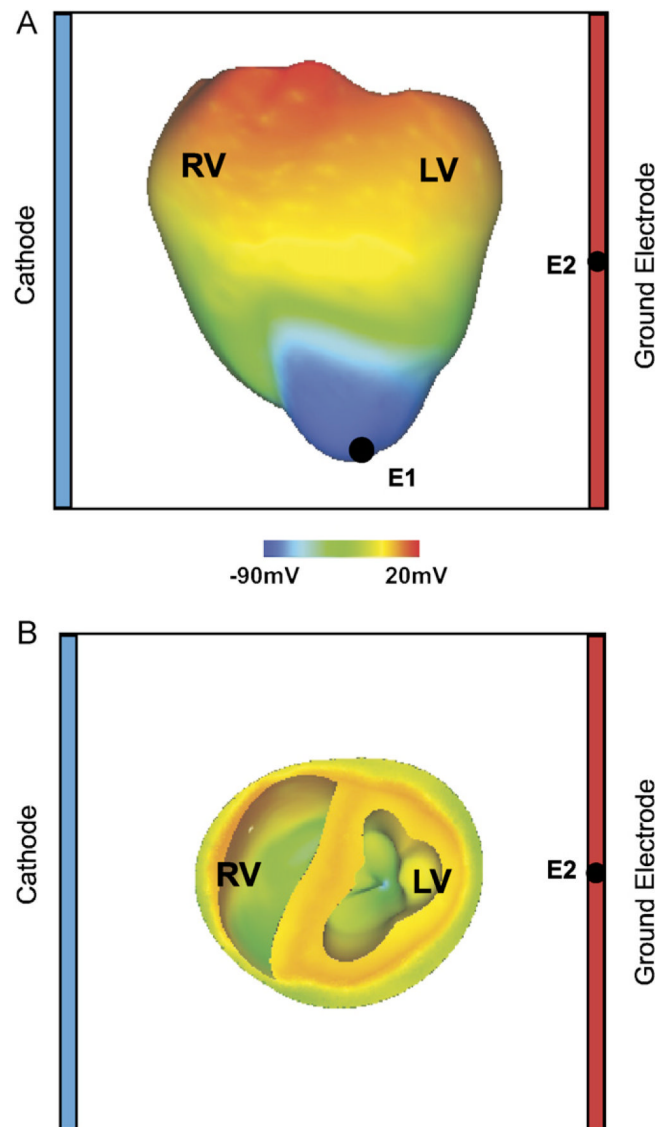 A
Cathode
RV
LV
E2
Ground Electrode
E1
-90mV
20mV
B
Cathode
RV
LV
E2
Ground Electrode